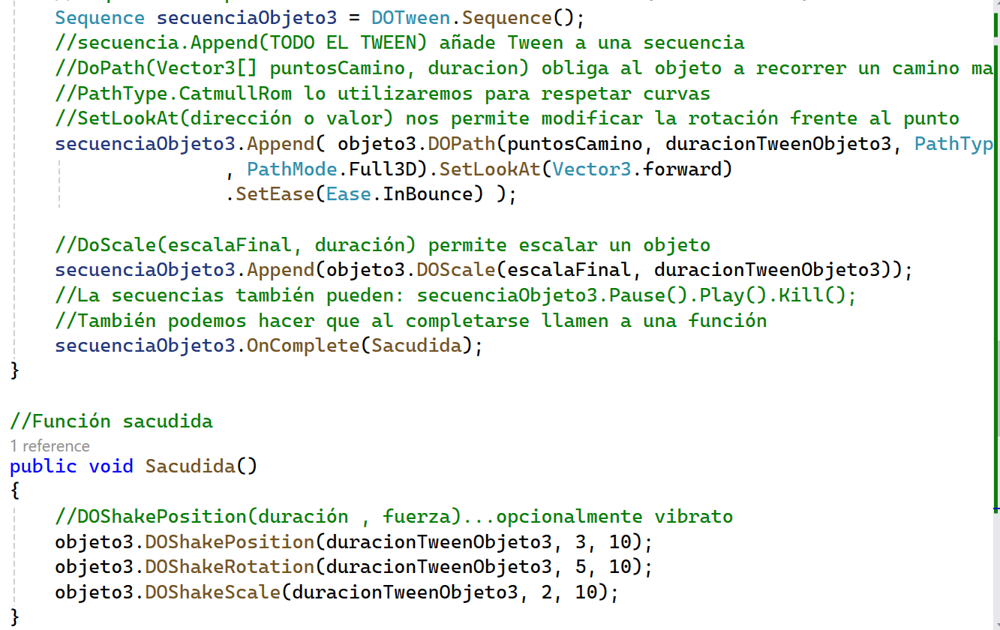 Sequence secuenciaObjeto3 = DOTween.Sequence();
//secuencia.Append(TODO EL TWEEN) añade Tween a una secuencia
//DoPath(Vector3[] puntosCamino, duracion) obliga al objeto a recorrer un camino ma
//PathType.CatmullRom lo utilizaremos para respetar curvas
//SetLookAt(dirección o valor) nos permite modificar la rotación frente al punto
secuenciaObjeto3.Append( objeto3.DOPath(puntosCamino, duracionTweenObjeto3, PathTyp
, PathMode.Full3D).SetLookAt(Vector3.forward)
.SetEase(Ease.InBounce) );
//DoScale(escalaFinal, duración) permite escalar un objeto
secuenciaObjeto3.Append(objeto3.DOScale(escalaFinal, duracionTweenObjeto3));
//La secuencias también pueden: secuenciaObjeto3.Pause().Play().Kill();
//También podemos hacer que al completarse llamen a una función
secuenciaObjeto3.OnComplete(Sacudida);
}
//Función sacudida
1 reference
public void Sacudida()
{
//DOShakePosition(duración , fuerza)...opcionalmente vibrato
objeto3.DOShakePosition(duracionTweenObjeto3, 3, 10);
objeto3.DOShakeRotation(duracionTweenObjeto3, 5, 10);
objeto3.DOShakeScale(duracionTweenObjeto3, 2, 10);
}